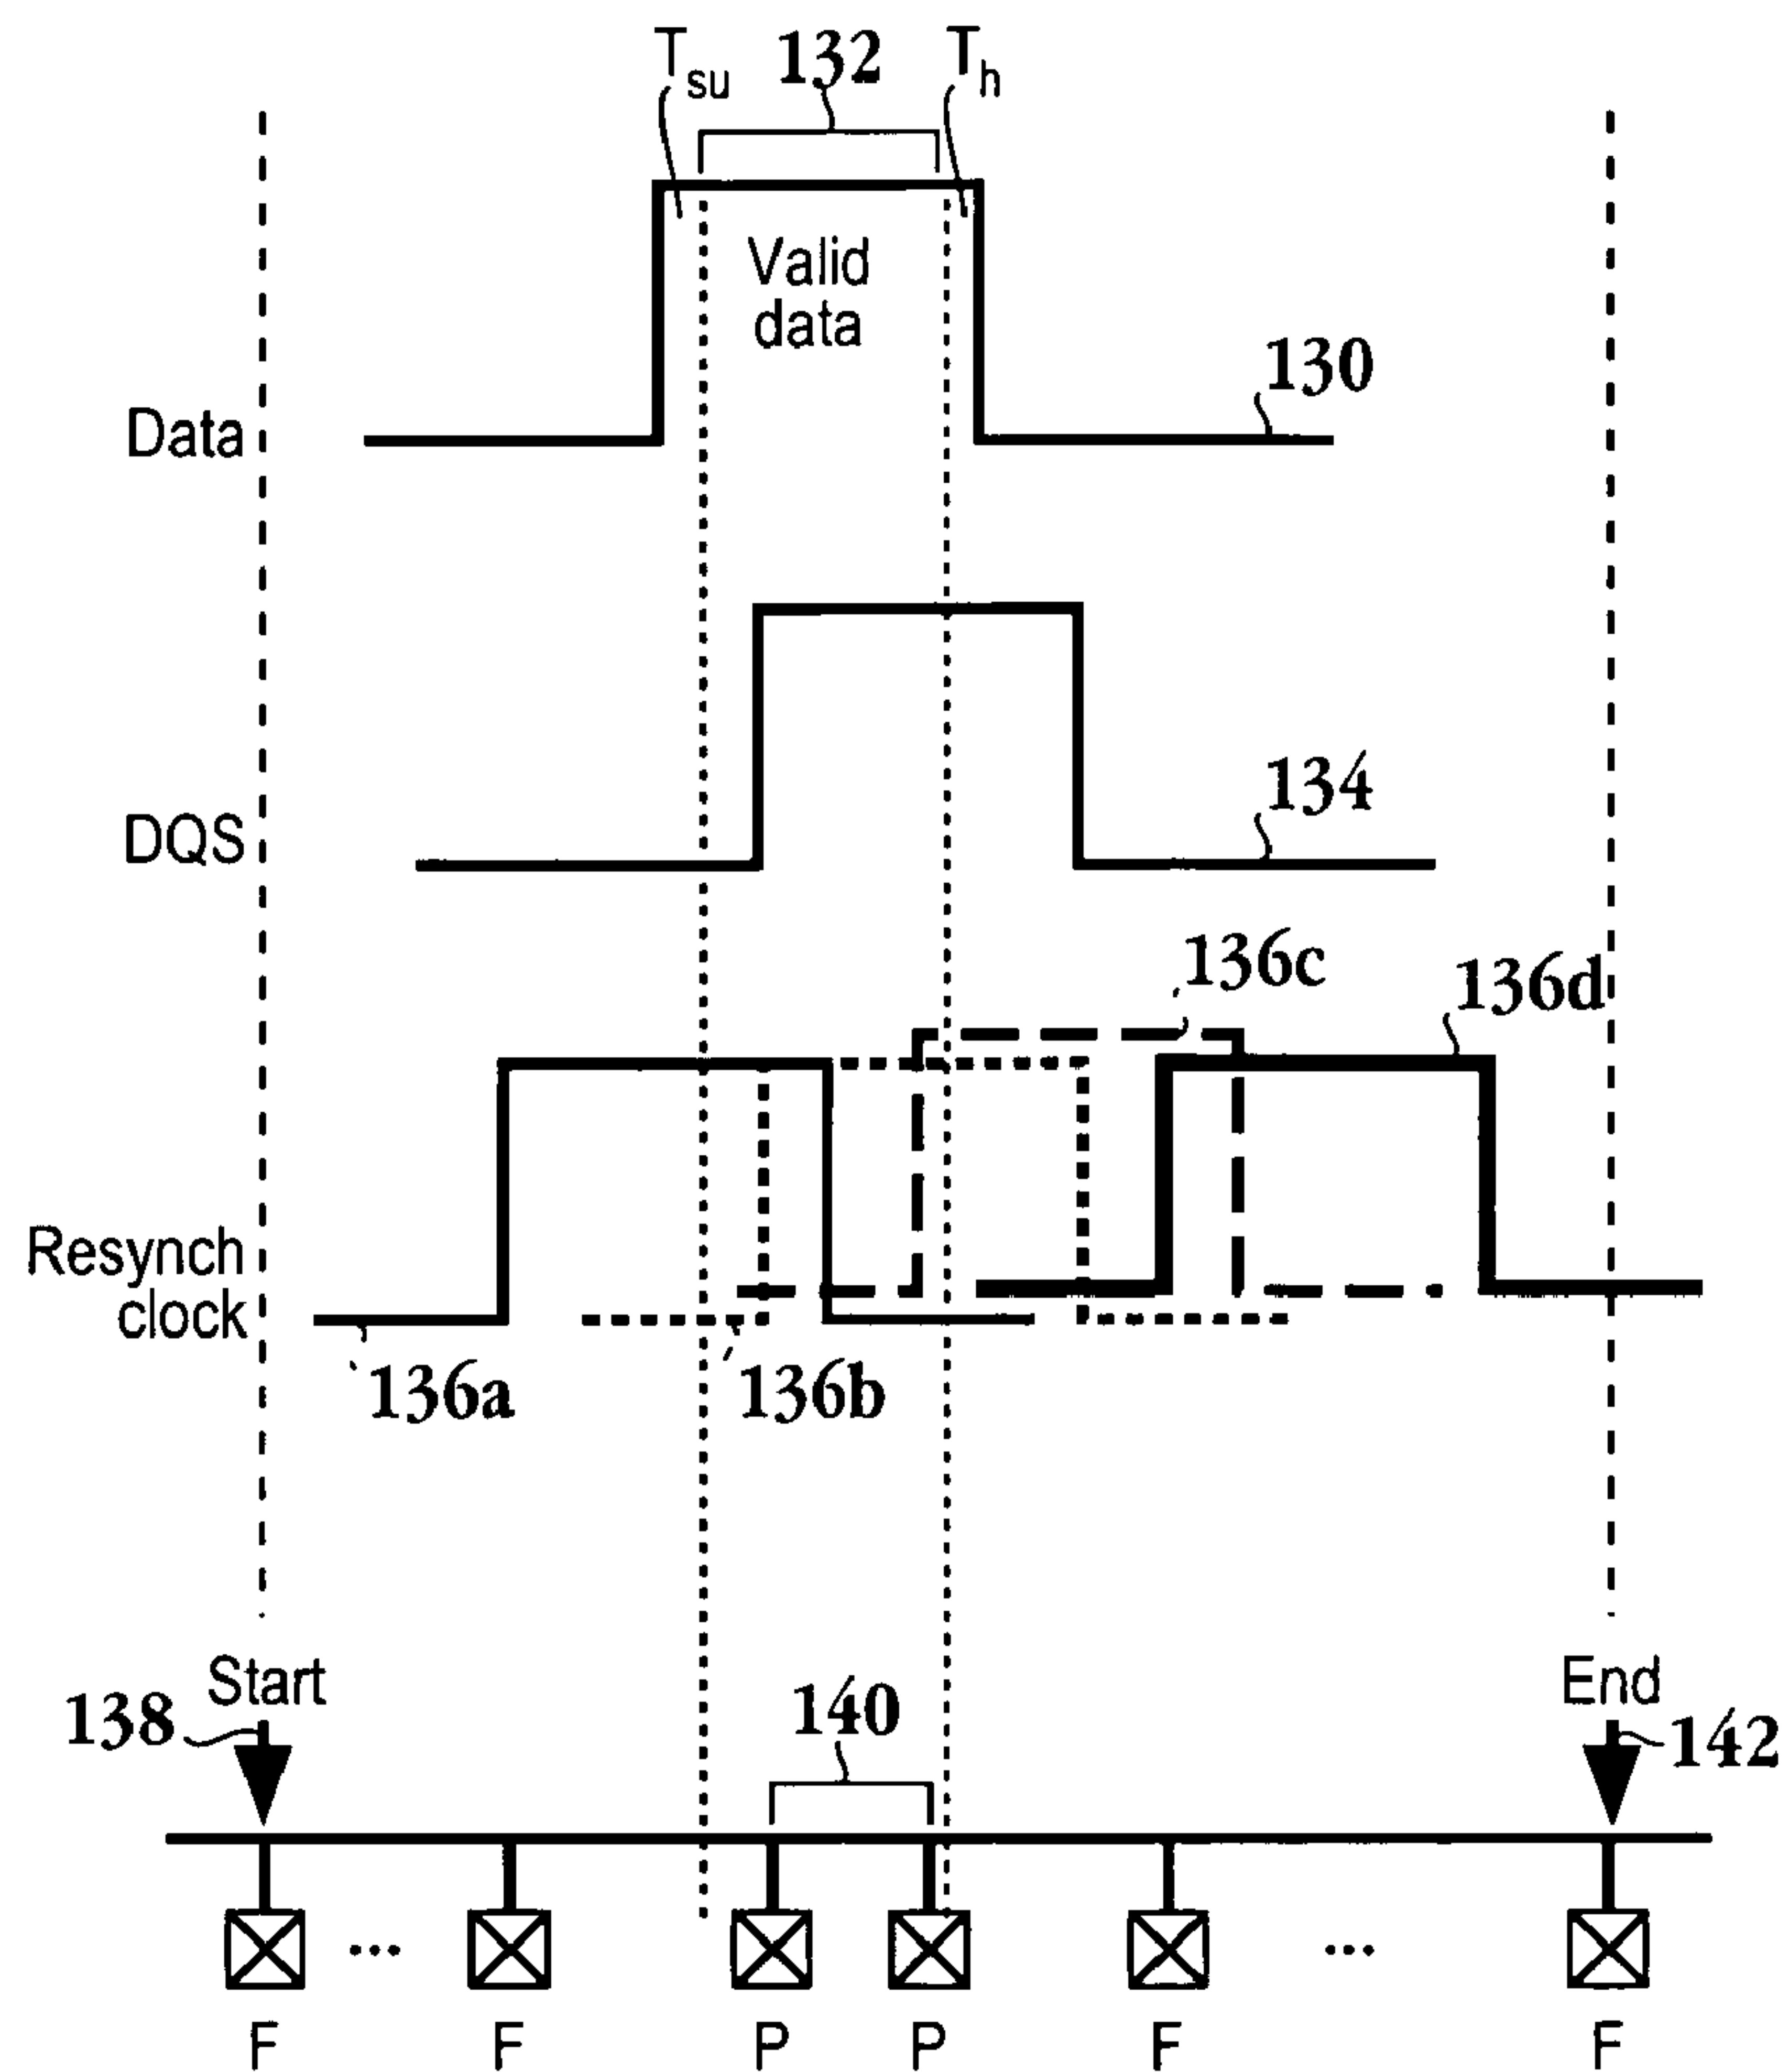 Tsu 132 Th
Valid
data
130
Data
134
DQS
136c
136d
Resynch
clock
136a 136b
Start
End
138
140
142
... ...
F F P P F F